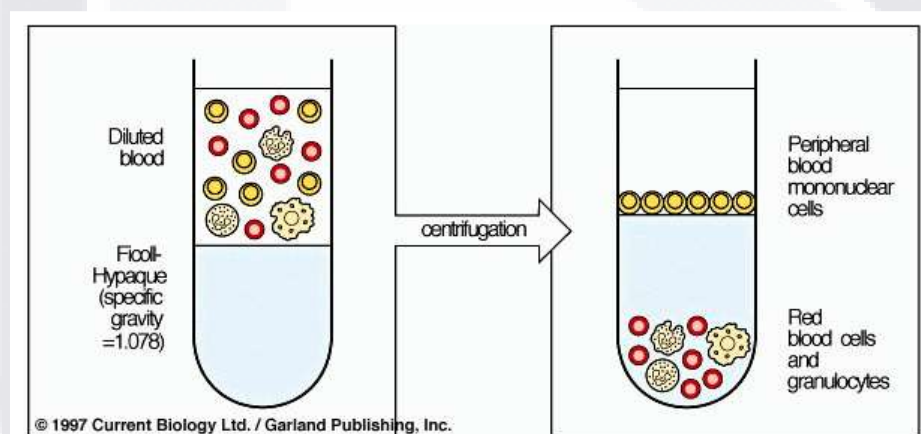 Diluted
blood
Ficoll-
Hypaque
(specific
gravity
=1.078)
centrifugation
Peripheral
blood
mononuclear
cells
Red
blood cells
and
granulocytes
© 1997 Current Biology Ltd. / Garland Publishing, Inc.